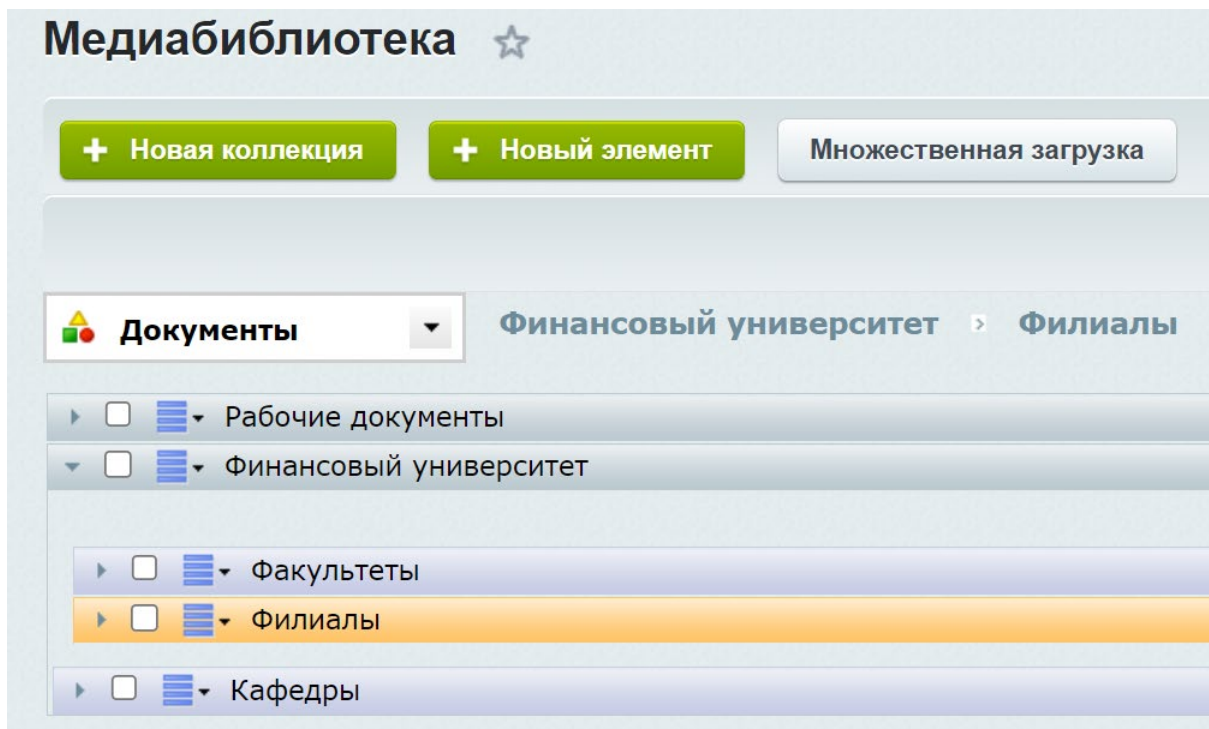 Медиабиблиотека
Новая коллекция
Новый элемент
Множественная загрузка
Документы
Финансовый университет
Филиалы
Рабочие документы
Финансовый университет
Факультеты
Филиалы
Кафедры